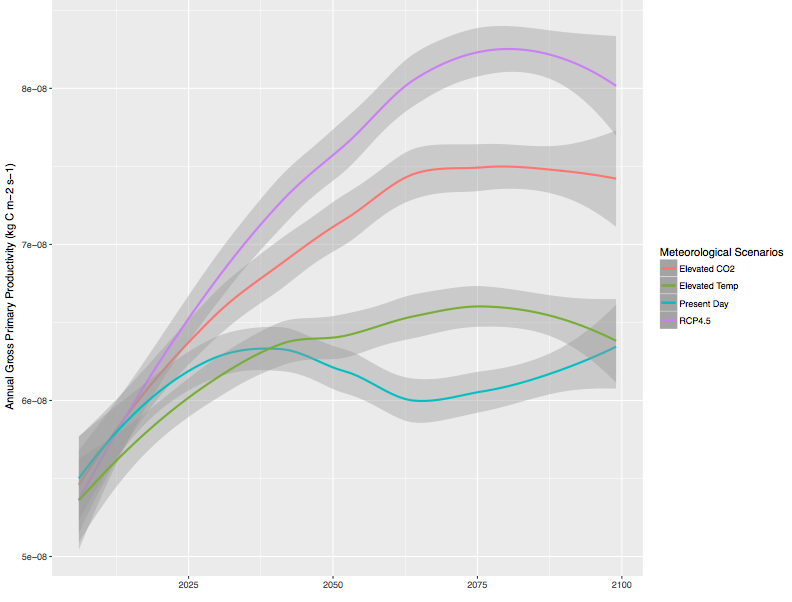 Annual Gross Primary Productivity (kg C m−2 s−1)
8e−08
7e−08
6e−08
5e−08
2025 2050 2075 2100
Meteorological Scenarios
Elevated CO2
Elevated Temp
Present Day
RCP4.5